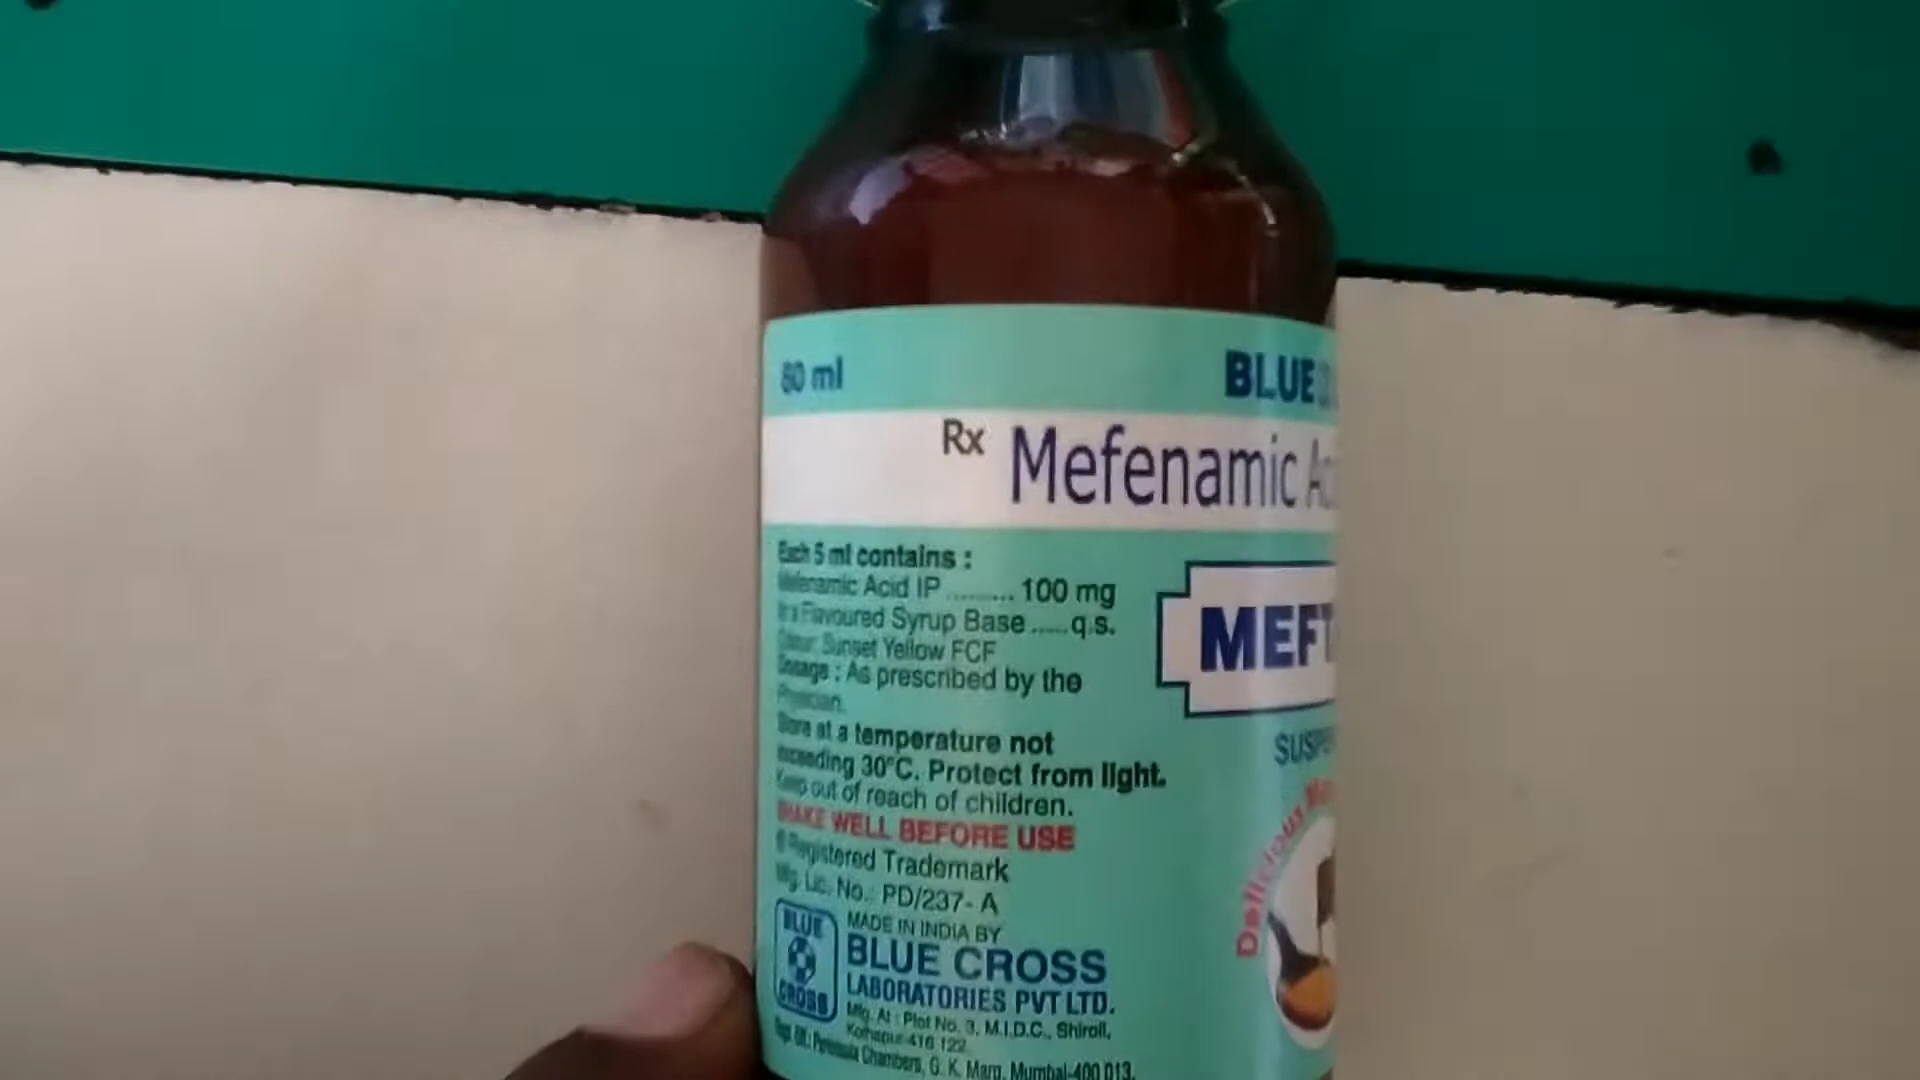 60 ml
BLUE
Rx Mefenamic
Each 5 ml contains :
Mefenamic Acid IP .......... 100 mg
In a Flavoured Syrup Base ..... q.s.
Colour: Sunset Yellow FCF
Dosage : As prescribed by the
Physician.
Store at a temperature not
exceeding 30°C. Protect from light.
Keep out of reach of children.
SHAKE WELL BEFORE USE
® Registered Trademark
Mfg. Lic. No.: PD/237- A
BLUE
CROSS
MADE IN INDIA BY
BLUE CROSS
LABORATORIES PVT LTD.
Mfg. At : Plot No. 3, M.I.D.C., Shiroli,
Kolhapur-416 122.
Regd. Off.: Peninsula Chambers, G. K. Marg, Mumbai-400 013.
MEFT
SUSP
Delicious